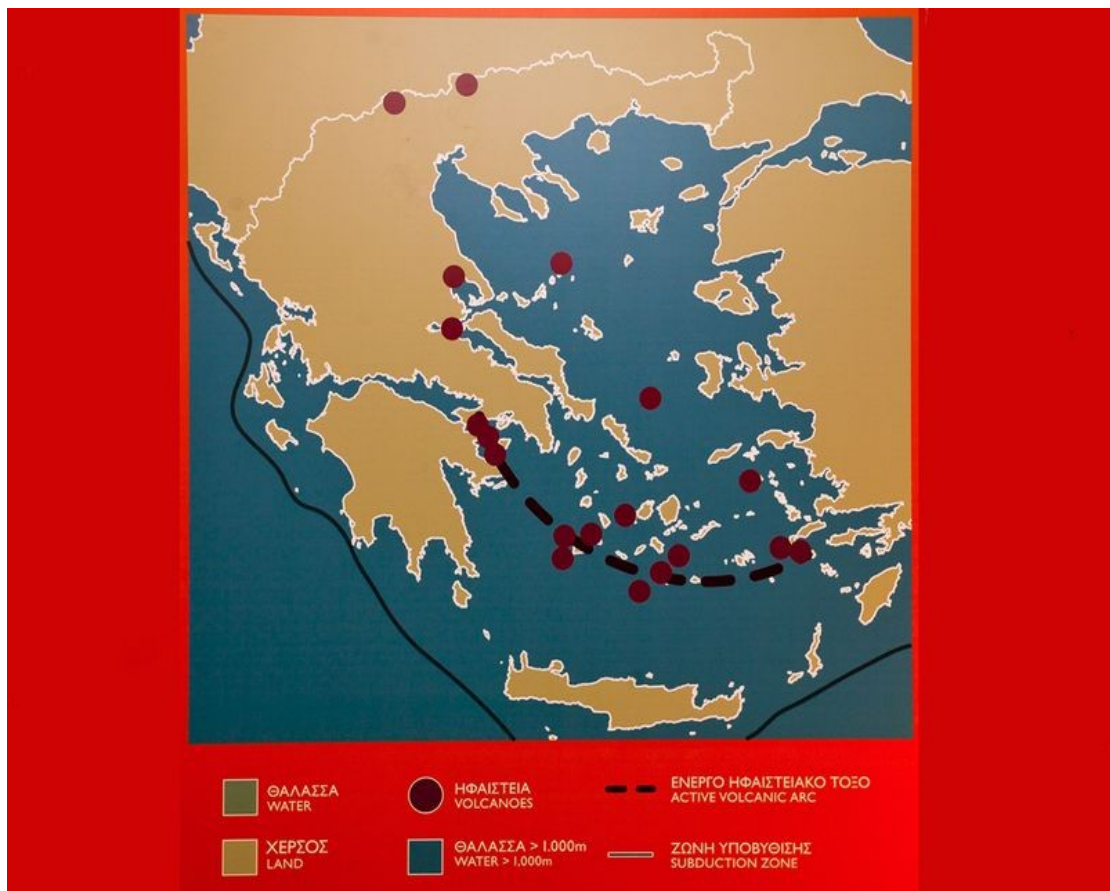 ΘΑΛΑΣΣΑ
WATER
ΗΦΑΙΣΤΕΙΑ
VOLCANOES
ΕΝΕΡΓΟ ΗΦΑΙΣΤΕΙΑΚΟ ΤΟΞΟ
ACTIVE VOLCANIC ARC
ΧΕΡΣΟΣ
LAND
ΘΑΛΑΣΣΑ > 1.000m
WATER > 1,000m
ΖΩΝΗ ΥΠΟΒΥΘΙΣΗΣ
SUBDUCTION ZONE